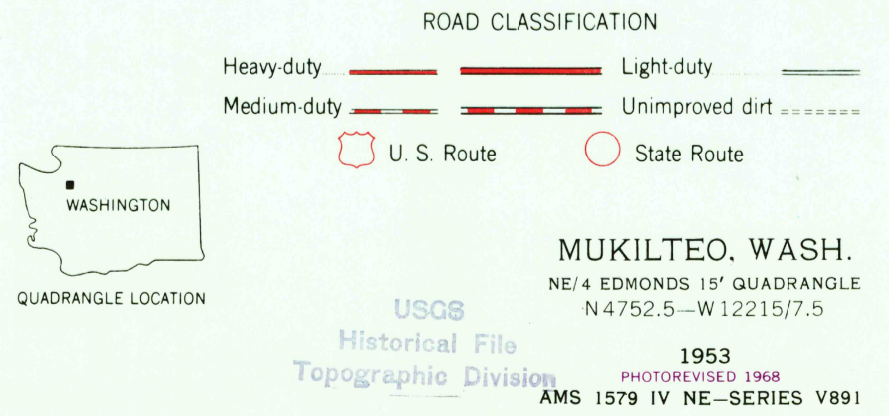 ROAD CLASSIFICATION
Heavy-duty
Light-duty
Medium-duty
Unimproved dirt
U. S. Route
State Route
WASHINGTON
QUADRANGLE LOCATION
MUKILTEO, WASH.
NE/4 EDMONDS 15' QUADRANGLE
N4752.5—W12215/7.5
USGS
Historical File
Topographic Division
1953
PHOTOREVISED 1968
AMS 1579 IV NE—SERIES V891